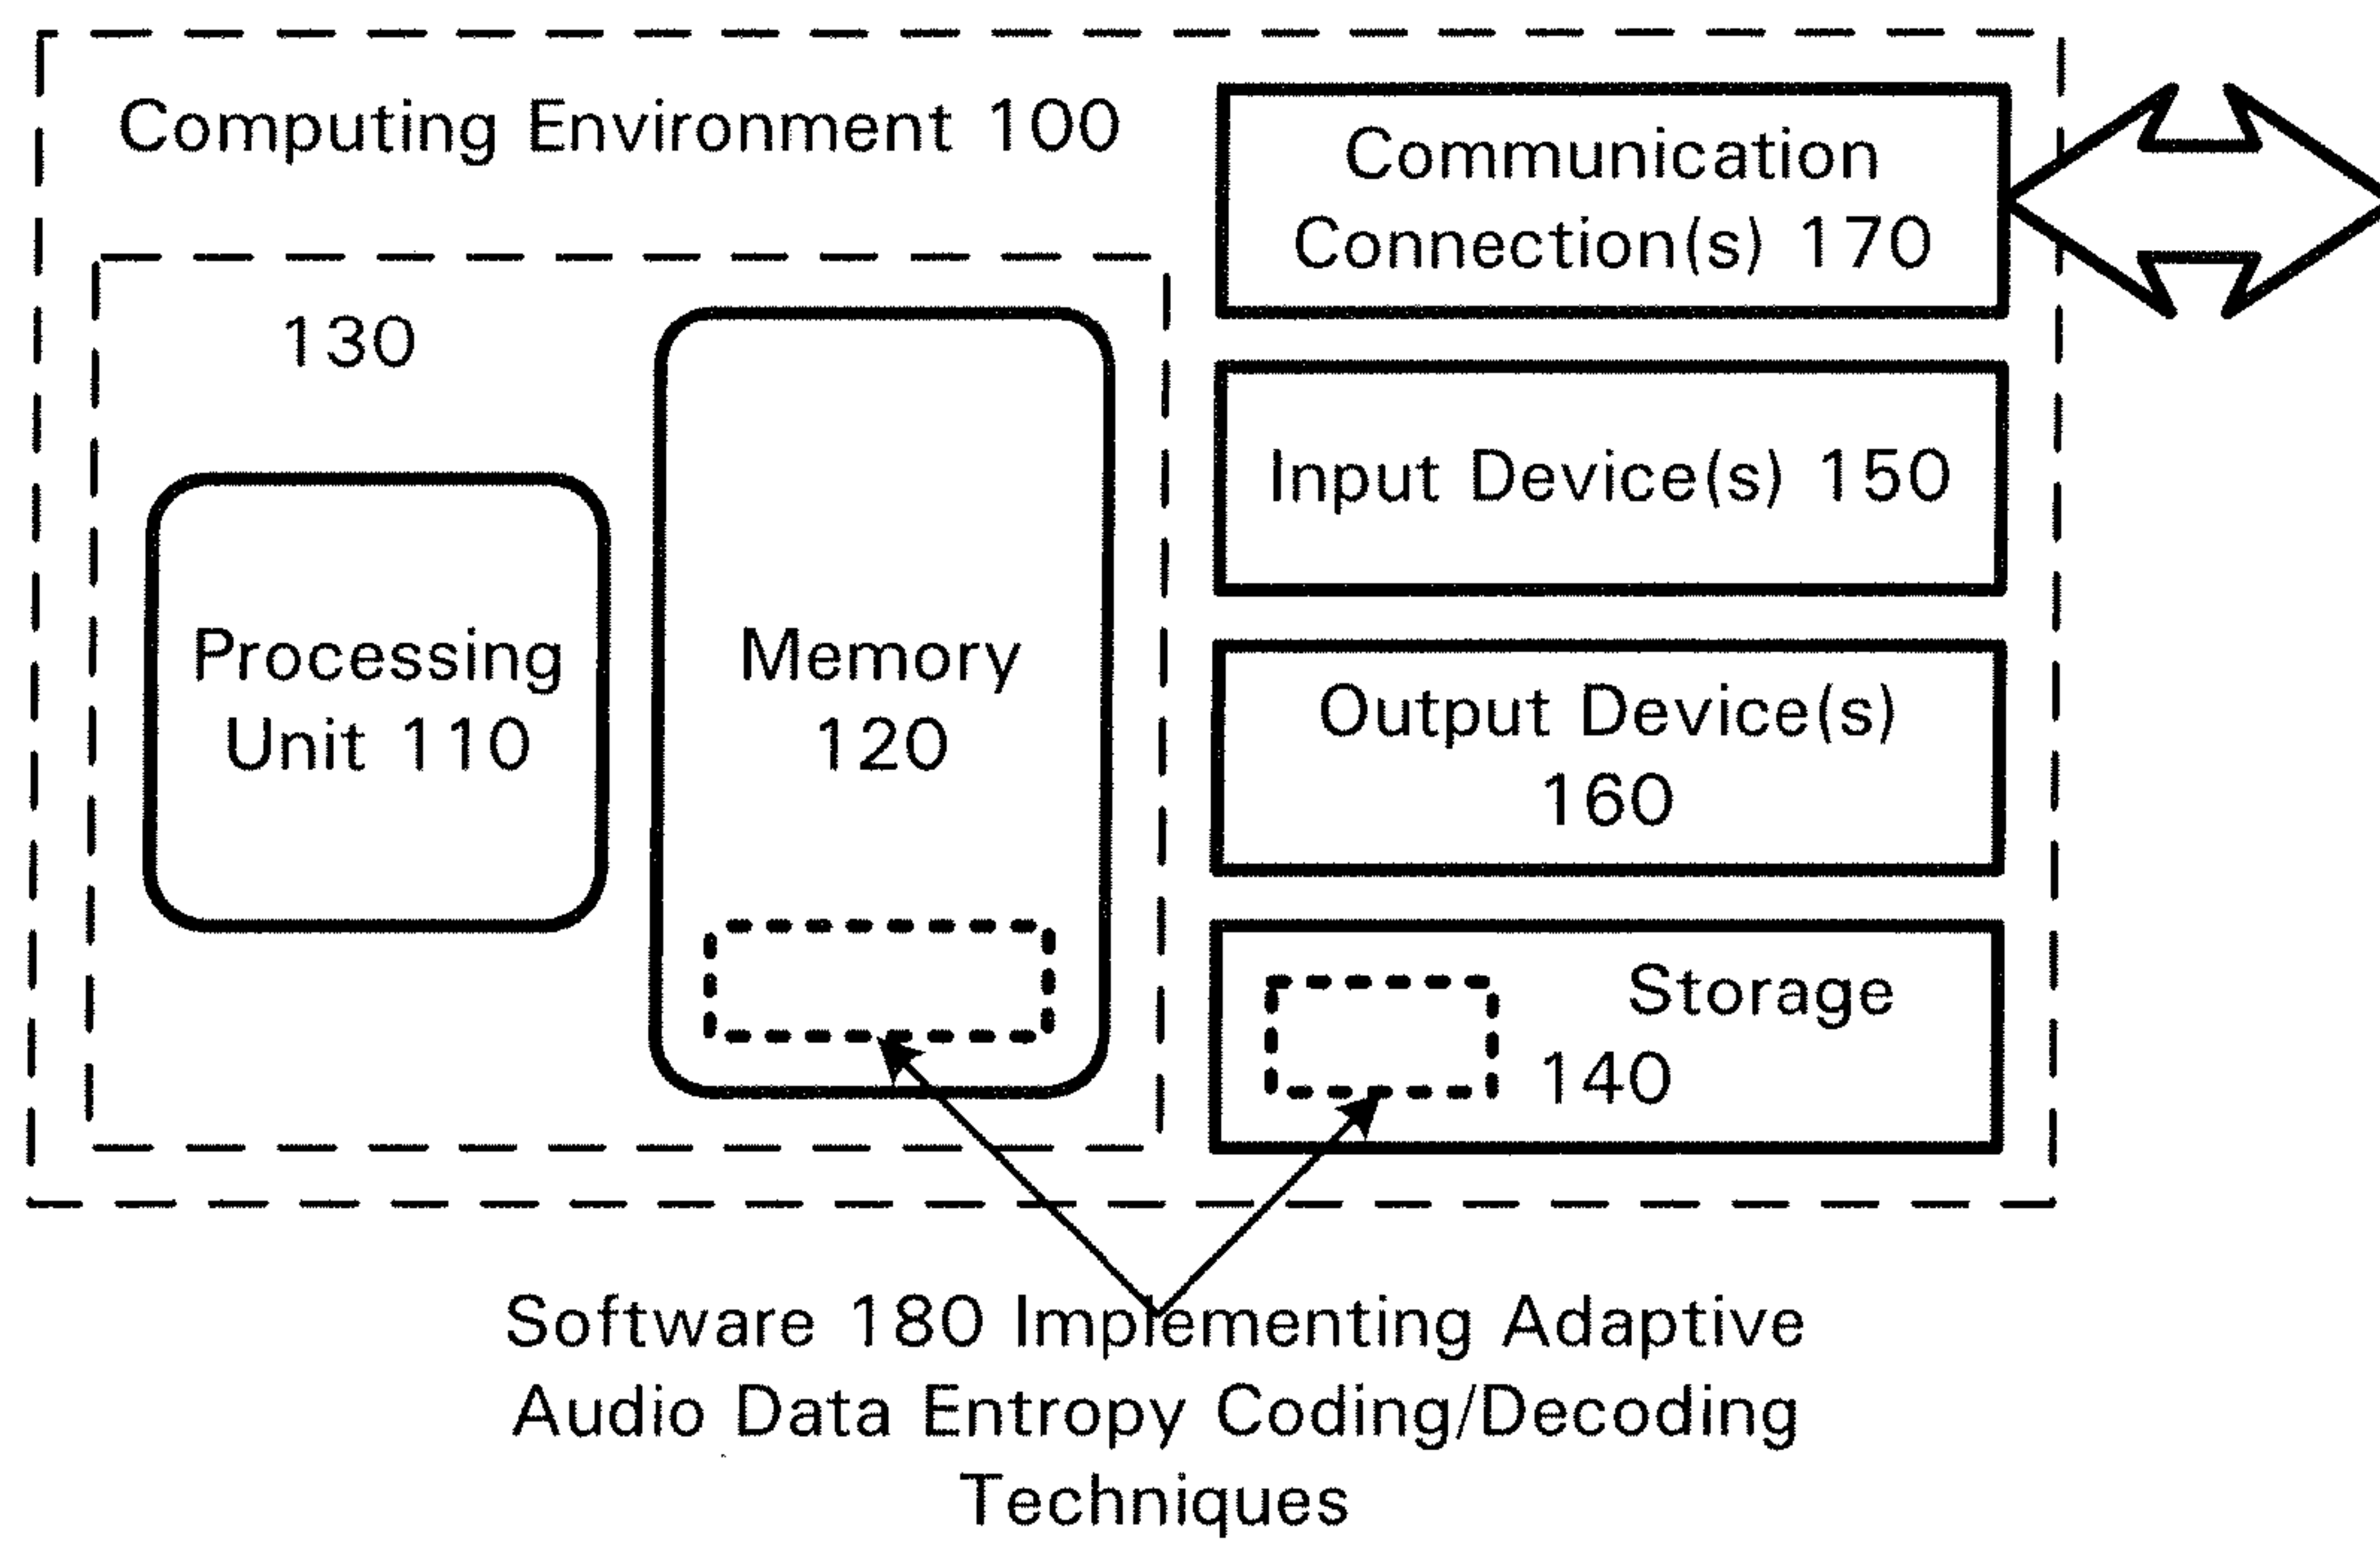 Computing Environment 100
130
Processing
Unit 110
Memory
120
Communication
Connection(s) 170
Input Device(s) 150
Output Device(s)
160
Storage
140
Software 180 Implementing Adaptive
Audio Data Entropy Coding/Decoding
Techniques